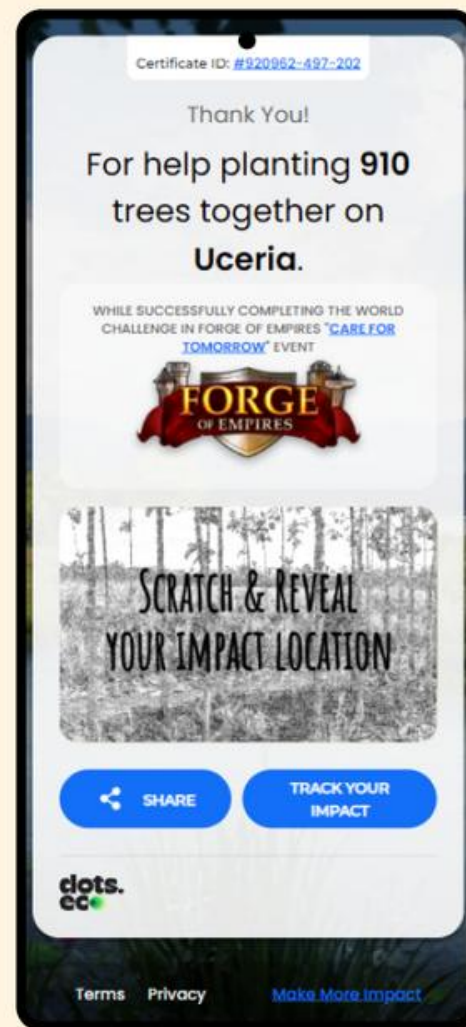 Certificate ID: #920962-497-202
Thank You!
For help planting 910
trees together on
Uceria.
WHILE SUCCESSFULLY COMPLETING THE WORLD
CHALLENGE IN FORGE OF EMPIRES "CARE FOR
TOMORROW" EVENT
FORGE
OF EMPIRES
SCRATCH & REVEAL
YOUR IMPACT LOCATION
SHARE
TRACK YOUR
IMPACT
dots.
eco
Terms Privacy Make More Impact